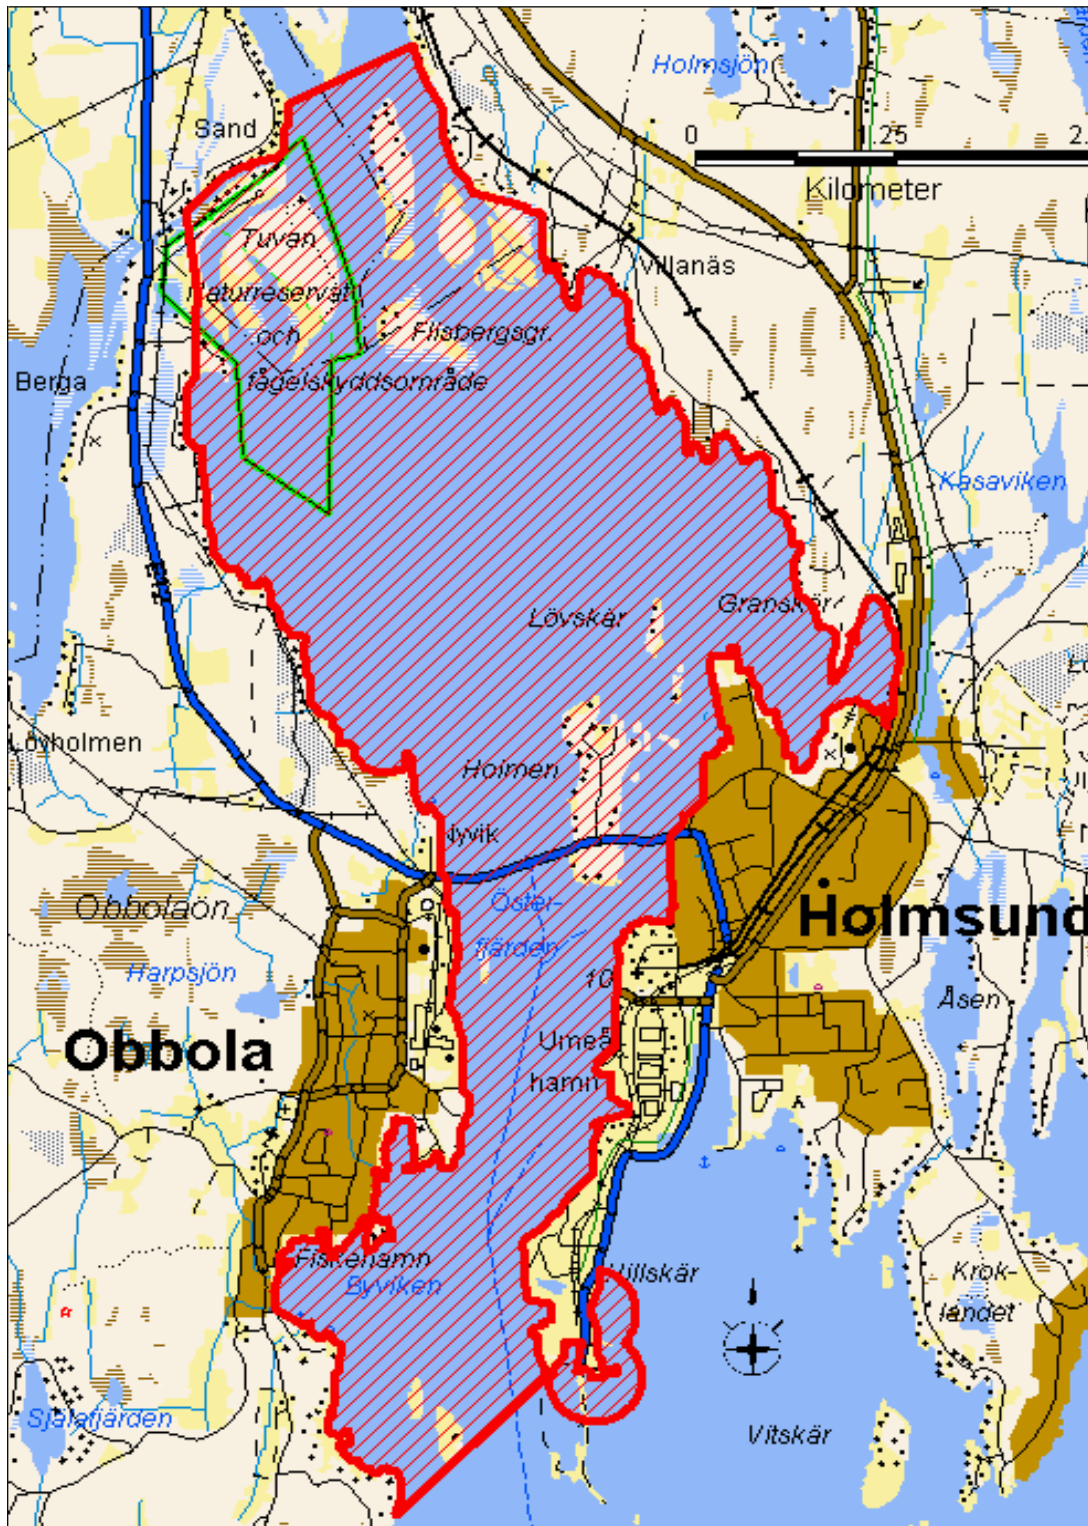 Holmsjön
Sand
0
1.25
Kilometer
Tuvan
Villanäs
Naturreservat
och
Flisbergsgr.
Berga
fågelskyddsområde
Kasaviken
Lövskär
Granskär
Lövholmen
Holmen
Nyvik
Obbolaön
Öster-
fjärden
Holmsund
Harpsjön
10
Åsen
Obbola
Umeå
hamn
Fiskehamn
Byviken
Hillskär
Krok-
landet
Själafjärden
Vitskär